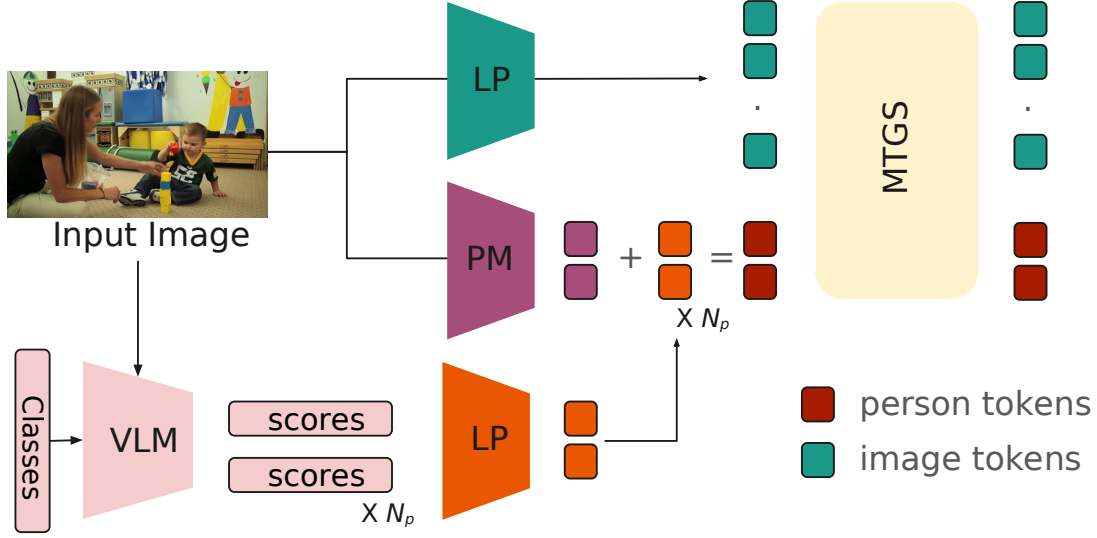 LP
MTGS
Input Image
PM
+
=
X Nₚ
Classes
VLM
scores
scores
X Nₚ
LP
person tokens
image tokens